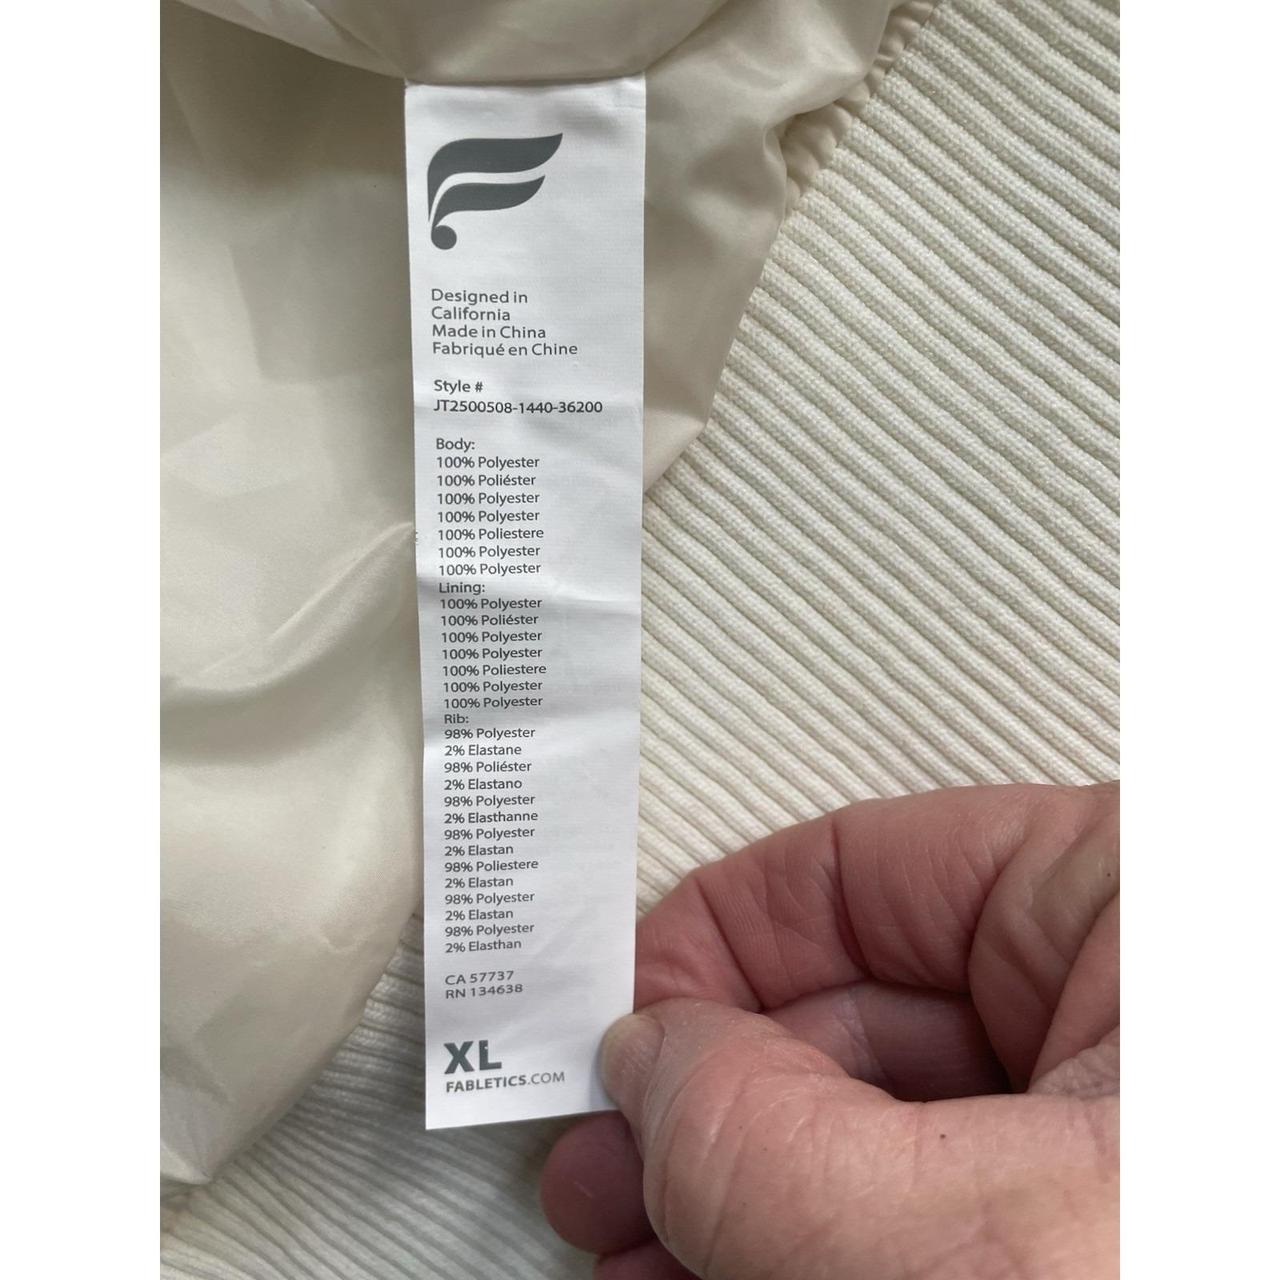 Designed in
California
Made in China
Fabriqué en Chine
Style #
JT2500508-1440-36200
Body:
100% Polyester
100% Poliéster
100% Polyester
100% Polyester
100% Poliestere
100% Polyester
100% Polyester
Lining:
100% Polyester
100% Poliéster
100% Polyester
100% Polyester
100% Poliestere
100% Polyester
100% Polyester
Rib:
98% Polyester
2% Elastane
98% Poliéster
2% Elastano
98% Polyester
2% Elasthanne
98% Polyester
2% Elastan
98% Poliestere
2% Elastan
98% Polyester
2% Elastan
98% Polyester
2% Elasthan
CA 57737
RN 134638
XL
FABLETICS.COM